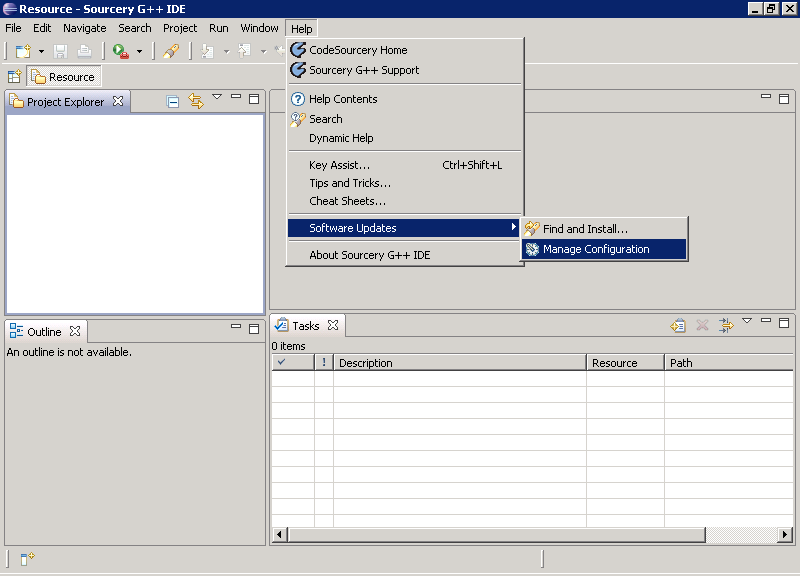 Resource - Sourcery G++ IDE
File Edit Navigate Search Project Run Window Help
CodeSourcery Home
Sourcery G++ Support
Resource
Project Explorer
Help Contents
Search
Dynamic Help
Key Assist... Ctrl+Shift+L
Tips and Tricks...
Cheat Sheets...
Software Updates
Find and Install...
Manage Configuration
About Sourcery G++ IDE
Outline
An outline is not available.
Tasks
0 items
! Description Resource Path